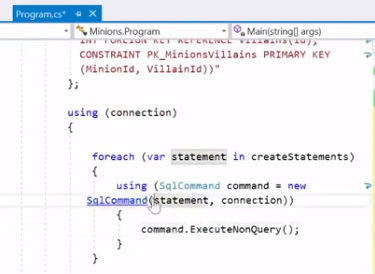 Program.cs*
Minions.Program
Main(string[] args)
INT FOREIGN KEY REFERENCE Villains(Id),
CONSTRAINT PK_MinionsVillains PRIMARY KEY
(MinionId, VillainId))"
};
using (connection)
{
foreach (var statement in createStatements)
{
using (SqlCommand command = new
SqlCommand(statement, connection))
{
command.ExecuteNonQuery();
}
}